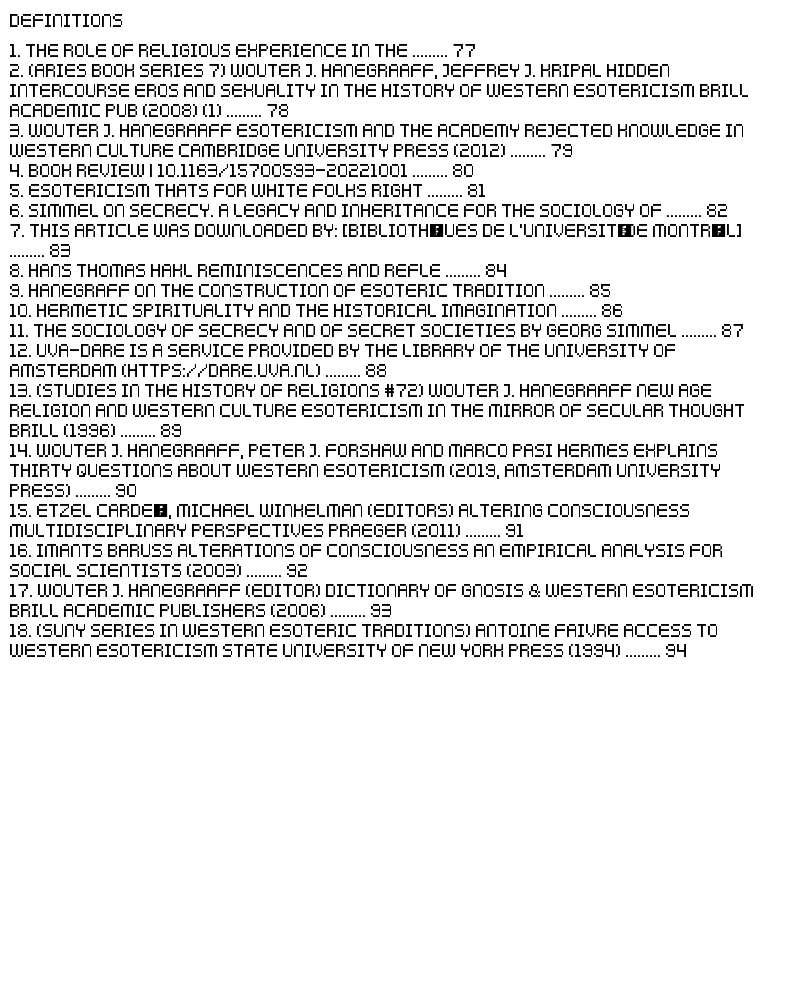 DEFINITIONS
1. THE ROLE OF RELIGIOUS EXPERIENCE IN THE ......... 77
2. (ARIES BOOK SERIES 7) WOUTER J. HANEGRAAFF, JEFFREY J. KRIPAL HIDDEN
INTERCOURSE EROS AND SEXUALITY IN THE HISTORY OF WESTERN ESOTERICISM BRILL
ACADEMIC PUB (2008) (1) ......... 78
3. WOUTER J. HANEGRAAFF ESOTERICISM AND THE ACADEMY REJECTED KNOWLEDGE IN
WESTERN CULTURE CAMBRIDGE UNIVERSITY PRESS (2012) ......... 79
4. BOOK REVIEW | 10.1163/15700593-20221001 ......... 80
5. ESOTERICISM THATS FOR WHITE FOLKS RIGHT ......... 81
6. SIMMEL ON SECRECY. A LEGACY AND INHERITANCE FOR THE SOCIOLOGY OF ......... 82
7. THIS ARTICLE WAS DOWNLOADED BY: [BIBLIOTH�UES DE L'UNIVERSIT�DE MONTR�L]
......... 83
8. HANS THOMAS HAKL REMINISCENCES AND REFLE ......... 84
9. HANEGRAFF ON THE CONSTRUCTION OF ESOTERIC TRADITION ......... 85
10. HERMETIC SPIRITUALITY AND THE HISTORICAL IMAGINATION ......... 86
11. THE SOCIOLOGY OF SECRECY AND OF SECRET SOCIETIES BY GEORG SIMMEL ......... 87
12. UVA-DARE IS A SERVICE PROVIDED BY THE LIBRARY OF THE UNIVERSITY OF
AMSTERDAM (HTTPS://DARE.UVA.NL) ......... 88
13. (STUDIES IN THE HISTORY OF RELIGIONS #72) WOUTER J. HANEGRAAFF NEW AGE
RELIGION AND WESTERN CULTURE ESOTERICISM IN THE MIRROR OF SECULAR THOUGHT
BRILL (1996) ......... 89
14. WOUTER J. HANEGRAAFF, PETER J. FORSHAW AND MARCO PASI HERMES EXPLAINS
THIRTY QUESTIONS ABOUT WESTERN ESOTERICISM (2019, AMSTERDAM UNIVERSITY
PRESS) ......... 90
15. ETZEL CARDE�, MICHAEL WINKELMAN (EDITORS) ALTERING CONSCIOUSNESS
MULTIDISCIPLINARY PERSPECTIVES PRAEGER (2011) ......... 91
16. IMANTS BARUSS ALTERATIONS OF CONSCIOUSNESS AN EMPIRICAL ANALYSIS FOR
SOCIAL SCIENTISTS (2003) ......... 92
17. WOUTER J. HANEGRAAFF (EDITOR) DICTIONARY OF GNOSIS & WESTERN ESOTERICISM
BRILL ACADEMIC PUBLISHERS (2006) ......... 93
18. (SUNY SERIES IN WESTERN ESOTERIC TRADITIONS) ANTOINE FAIVRE ACCESS TO
WESTERN ESOTERICISM STATE UNIVERSITY OF NEW YORK PRESS (1994) ......... 94